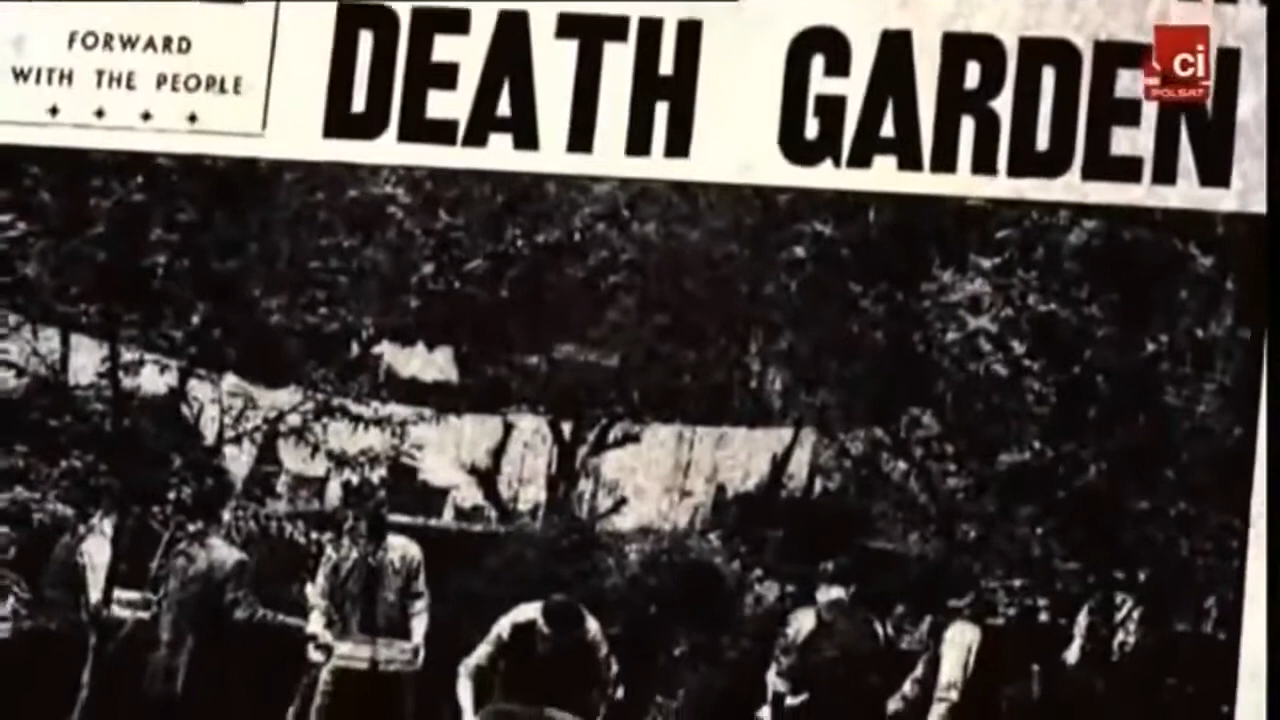 FORWARD
WITH THE PEOPLE
DEATH GARDEN
ci
POLSAT